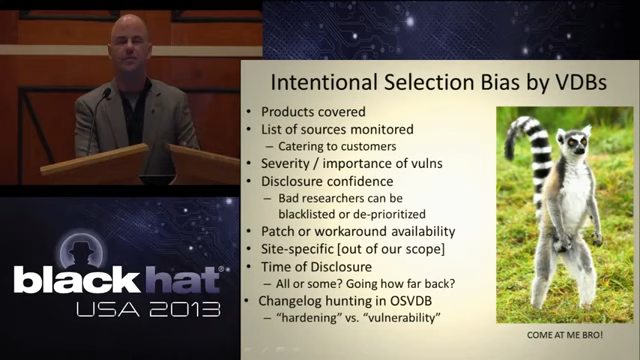 Intentional Selection Bias by VDBs
• Products covered
• List of sources monitored
– Catering to customers
• Severity / importance of vulns
• Disclosure confidence
– Bad researchers can be
blacklisted or de-prioritized
• Patch or workaround availability
• Site-specific [out of our scope]
• Time of Disclosure
– All or some? Going how far back?
• Changelog hunting in OSVDB
– “hardening” vs. “vulnerability”
COME AT ME BRO!
black hat®
USA 2013